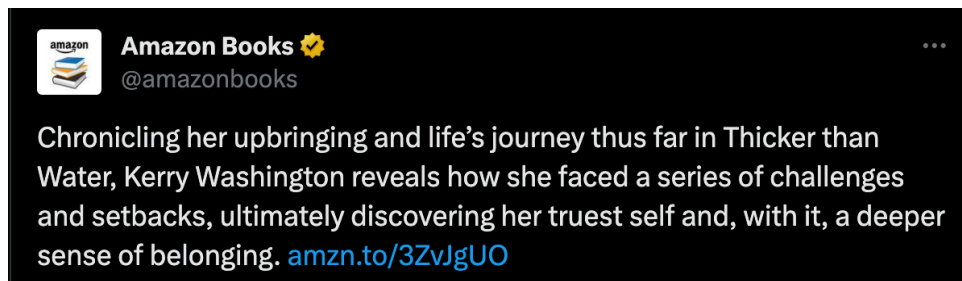 amazon
Amazon Books
@amazonbooks
Chronicling her upbringing and life’s journey thus far in Thicker than
Water, Kerry Washington reveals how she faced a series of challenges
and setbacks, ultimately discovering her truest self and, with it, a deeper
sense of belonging. amzn.to/3ZvJgUO